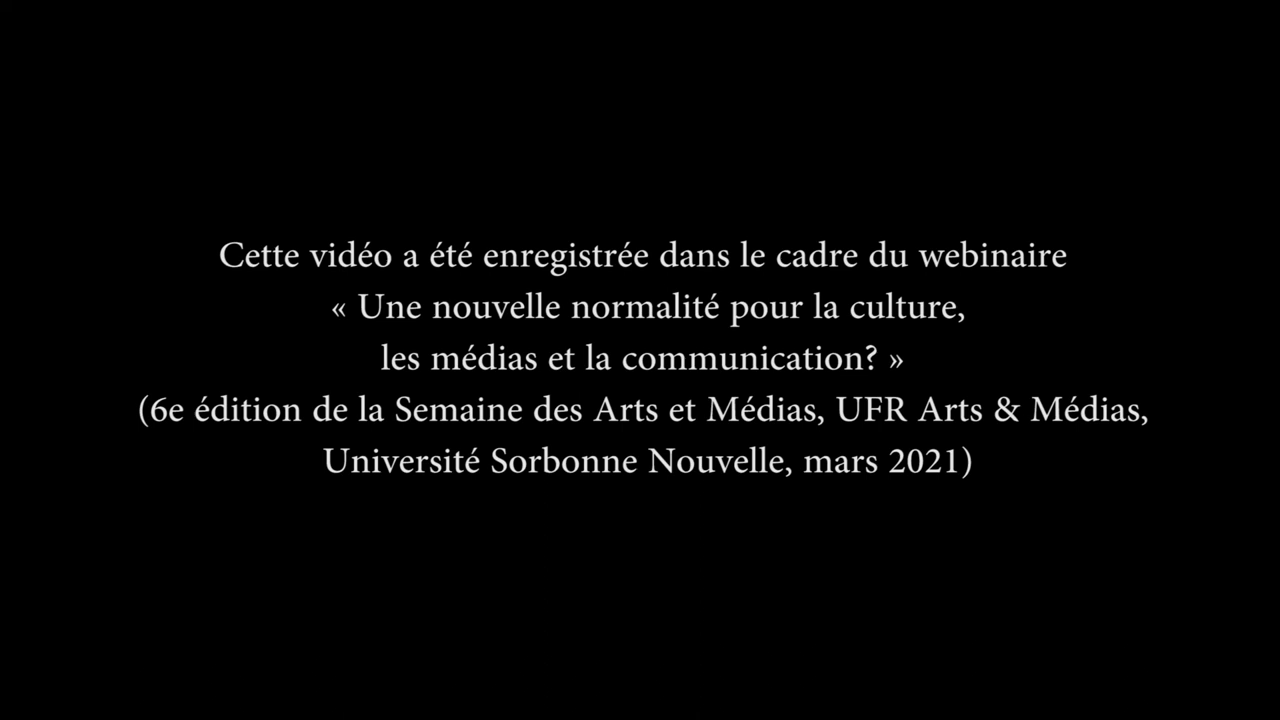 Cette vidéo a été enregistrée dans le cadre du webinaire
« Une nouvelle normalité pour la culture,
les médias et la communication? »
(6e édition de la Semaine des Arts et Médias, UFR Arts & Médias,
Université Sorbonne Nouvelle, mars 2021)